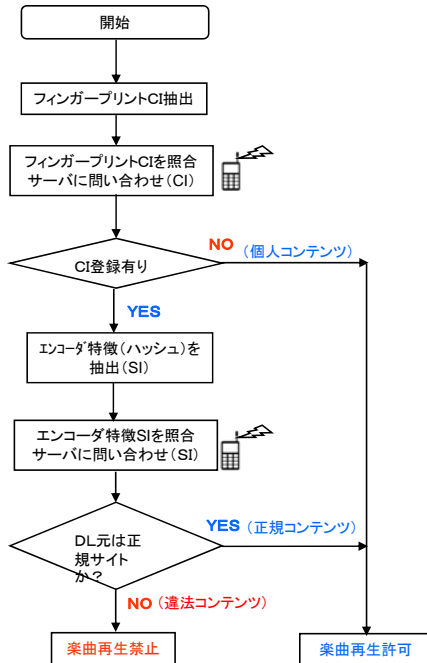 開始
フィンガープリントCI抽出
フィンガープリントCIを照合
サーバに問い合わせ(CI)
NO (個人コンテンツ)
CI登録有り
YES
エンコーダ特徴(ハッシュ)を
抽出(SI)
エンコーダ特徴SIを照合
サーバに問い合わせ(SI)
YES (正規コンテンツ)
DL元は正
規サイト
か?
NO (違法コンテンツ)
楽曲再生禁止
楽曲再生許可